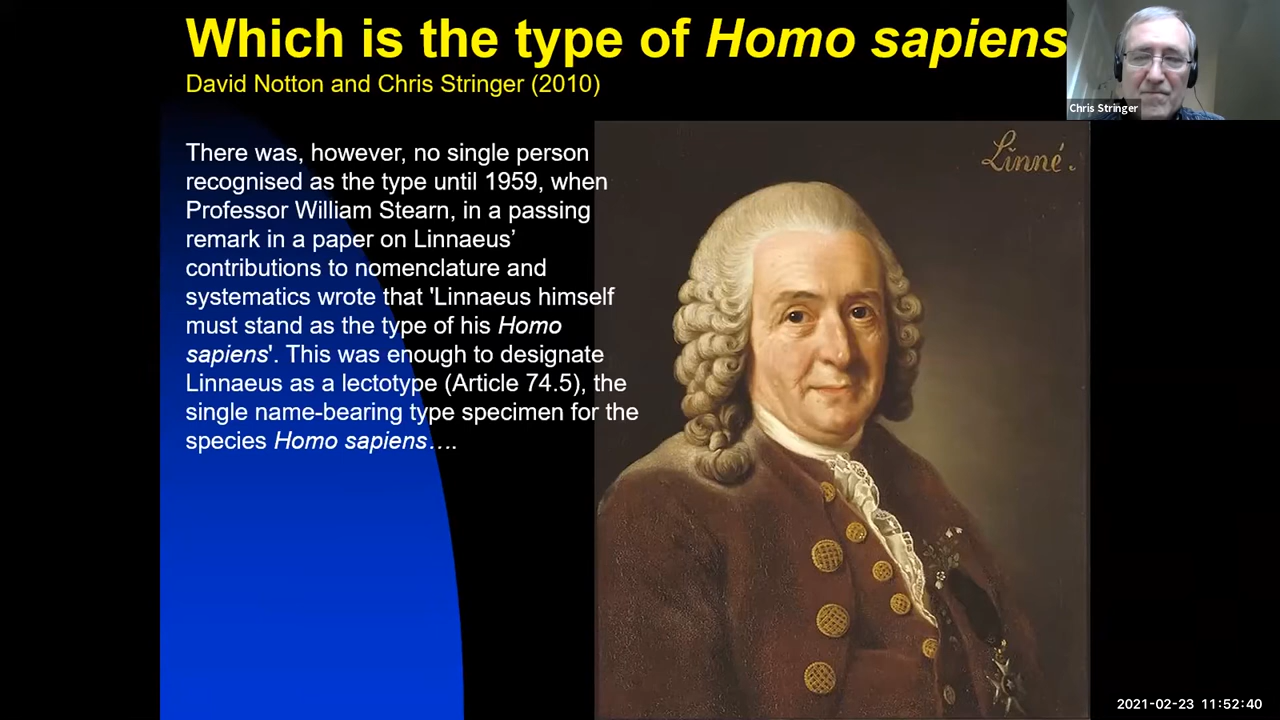 Which is the type of Homo sapiens
David Notton and Chris Stringer (2010)
Chris Stringer
There was, however, no single person
recognised as the type until 1959, when
Professor William Stearn, in a passing
remark in a paper on Linnaeus’
contributions to nomenclature and
systematics wrote that 'Linnaeus himself
must stand as the type of his Homo
sapiens'. This was enough to designate
Linnaeus as a lectotype (Article 74.5), the
single name-bearing type specimen for the
species Homo sapiens….
Linné.
2021-02-23 11:52:40